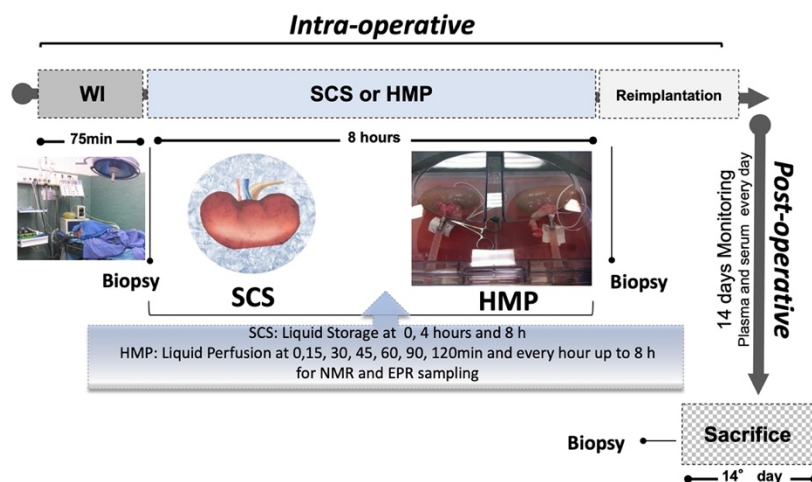 Intra-operative
WI
SCS or HMP
Reimplantation
75min
8 hours
Biopsy
SCS
HMP
Biopsy
SCS: Liquid Storage at 0, 4 hours and 8 h
HMP: Liquid Perfusion at 0,15, 30, 45, 60, 90, 120min and every hour up to 8 h
for NMR and EPR sampling
Post-operative
14 days Monitoring
Plasma and serum every day
Biopsy
Sacrifice
14° day